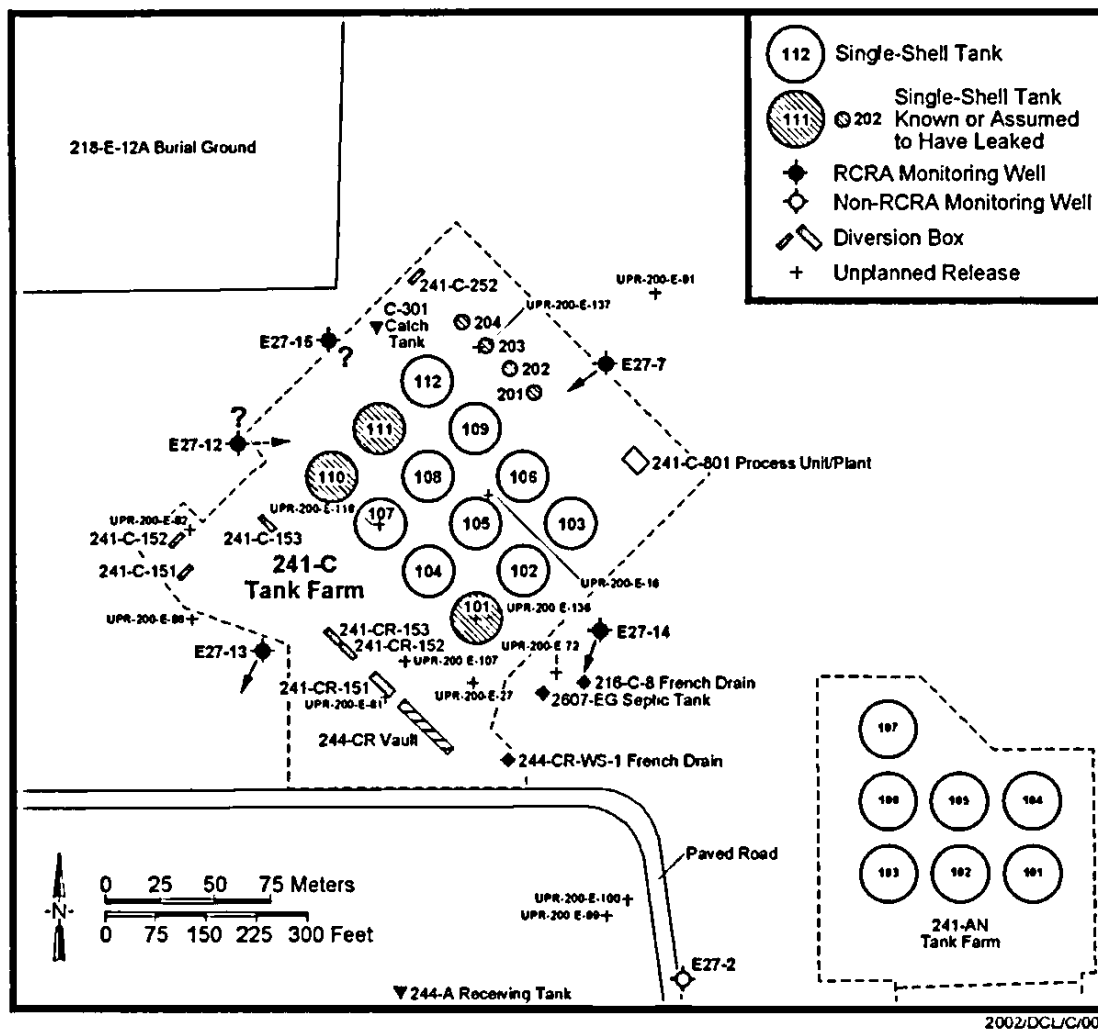 112 Single-Shell Tank
111 202 Single-Shell Tank
Known or Assumed
to Have Leaked
RCRA Monitoring Well
Non-RCRA Monitoring Well
Diversion Box
+ Unplanned Release
218-E-12A Burial Ground
241-C-252
UPR-200-E-91
UPR-200-E-137
C-301
Catch
Tank
204
E27-15
?
203
E27-7
202
112
201
?
111
109
E27-12
241-C-801 Process Unit/Plant
110
108
106
UPR-200-E-118
107
105
103
UPR-200-E-82
241-C-152
241-C-153
241-C
Tank Farm
241-C-151
104
102
UPR-200-E-16
101
UPR-200 E-136
241-CR-153
E27-14
241-CR-152
UPR-200-E 72
E27-13
UPR-200 E-107
241-CR-151
UPR-200-E-27
216-C-8 French Drain
UPR-200-E-81
2607-EG Septic Tank
244-CR Vault
244-CR-WS-1 French Drain
107
106
105
104
103
102
101
241-AN
Tank Farm
Paved Road
N
0 25 50 75 Meters
0 75 150 225 300 Feet
UPR-200-E-100
UPR-200 E-99
E27-2
244-A Receiving Tank
2002/DCL/C/00